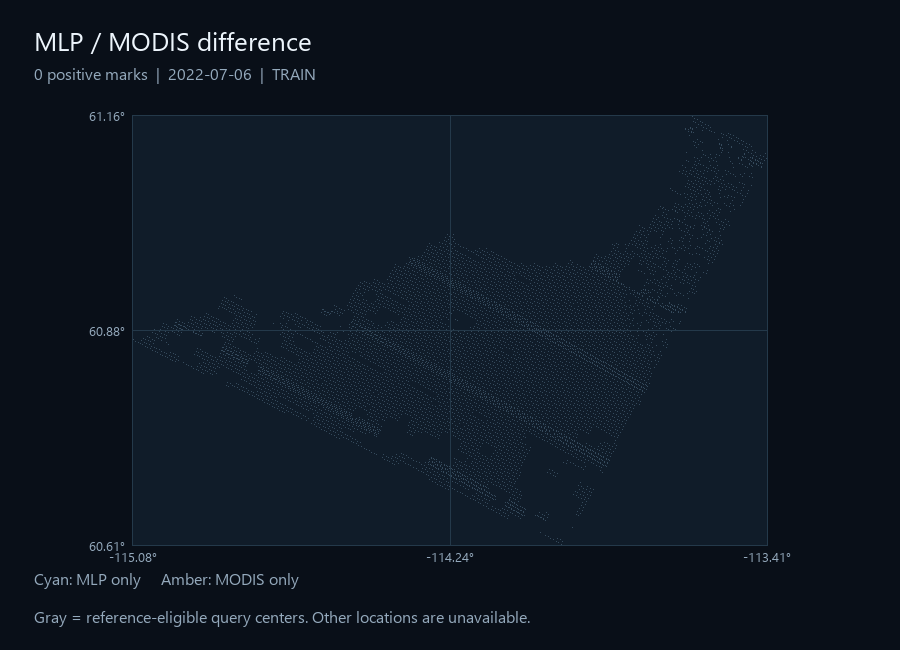 MLP / MODIS difference
0 positive marks | 2022-07-06 | TRAIN
61.16°
60.88°
60.61°
-115.08° -114.24° -113.41°
Cyan: MLP only Amber: MODIS only
Gray = reference-eligible query centers. Other locations are unavailable.